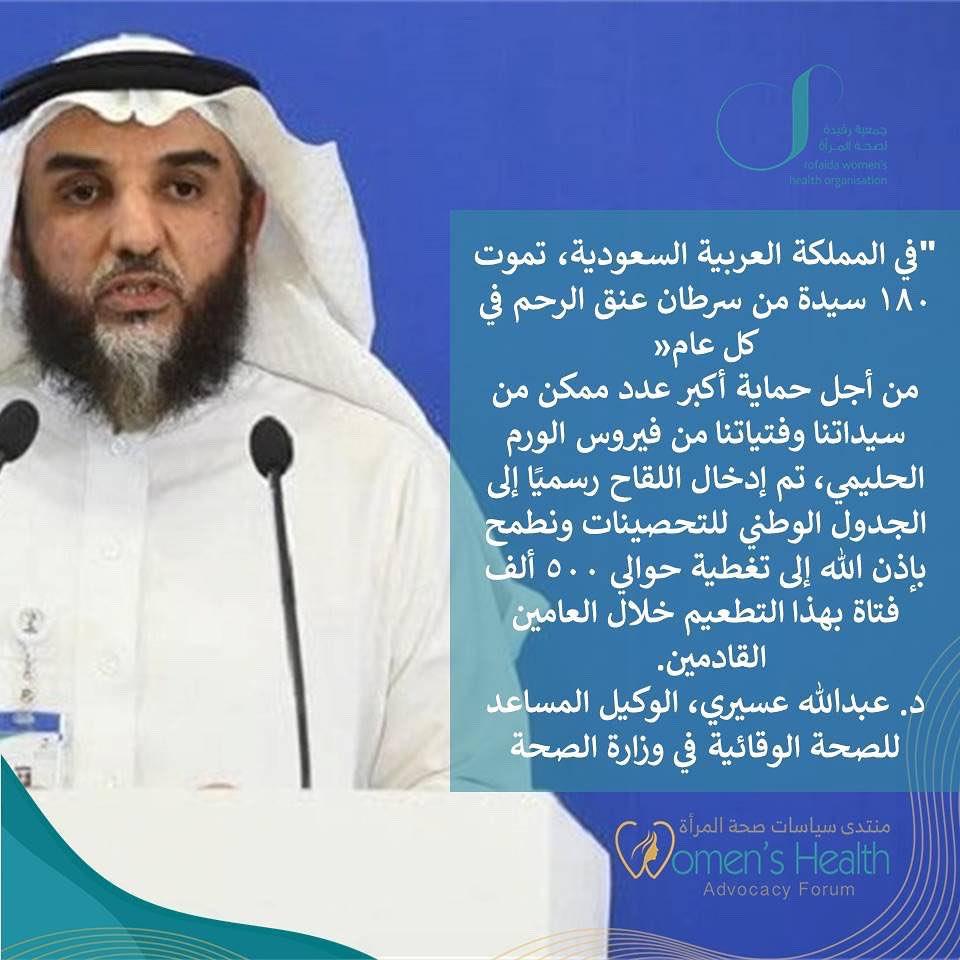 جمعية رفيدة
لصحة المرأة
rofaida women's
health organisation
"في المملكة العربية السعودية، تموت
١٨٠ سيدة من سرطان عنق الرحم في
كل عام»
من أجل حماية أكبر عدد ممكن من
سيداتنا وفتياتنا من فيروس الورم
الحليمي، تم إدخال اللقاح رسميًا إلى
الجدول الوطني للتحصينات ونطمح
بإذن الله إلى تغطية حوالي ٥٠٠ ألف
فتاة بهذا التطعيم خلال العامين
القادمين.
د. عبدالله عسيري، الوكيل المساعد
للصحة الوقائية في وزارة الصحة
منتدى سياسات صحة المرأة
Women's Health
Advocacy Forum